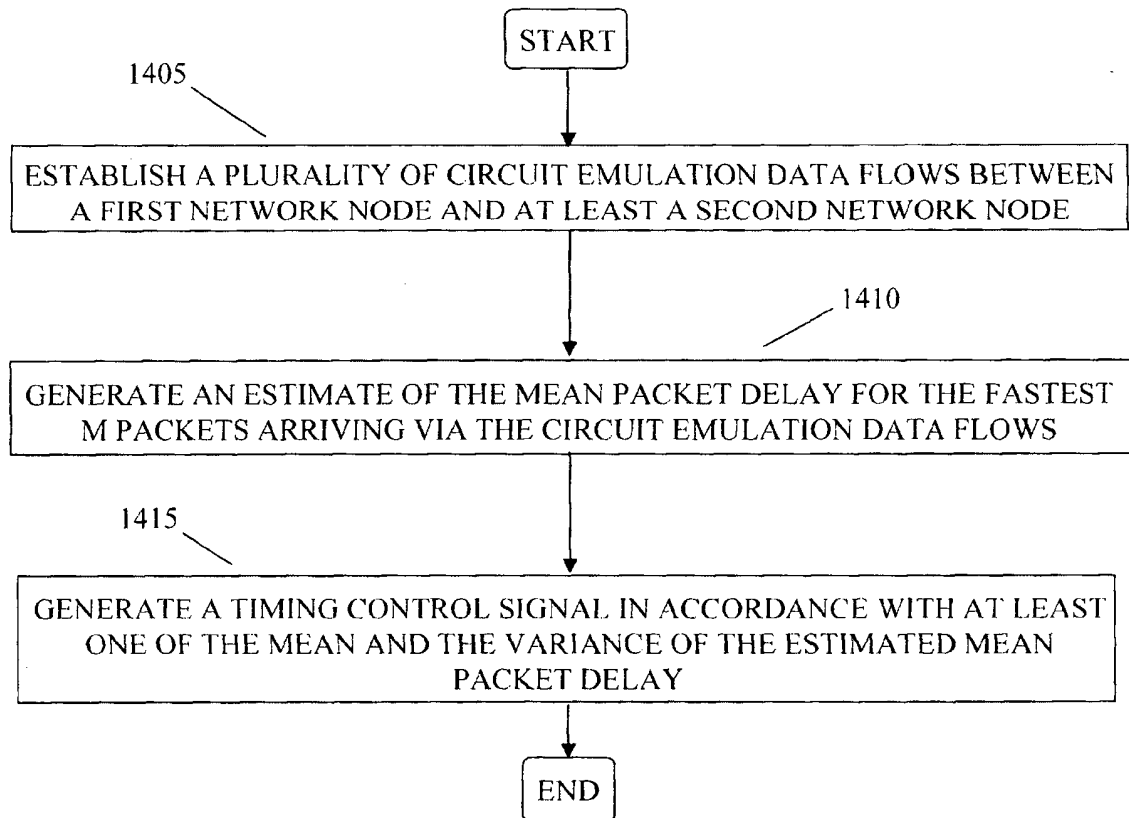 START
1405
ESTABLISH A PLURALITY OF CIRCUIT EMULATION DATA FLOWS BETWEEN
A FIRST NETWORK NODE AND AT LEAST A SECOND NETWORK NODE
1410
GENERATE AN ESTIMATE OF THE MEAN PACKET DELAY FOR THE FASTEST
M PACKETS ARRIVING VIA THE CIRCUIT EMULATION DATA FLOWS
1415
GENERATE A TIMING CONTROL SIGNAL IN ACCORDANCE WITH AT LEAST
ONE OF THE MEAN AND THE VARIANCE OF THE ESTIMATED MEAN
PACKET DELAY
END